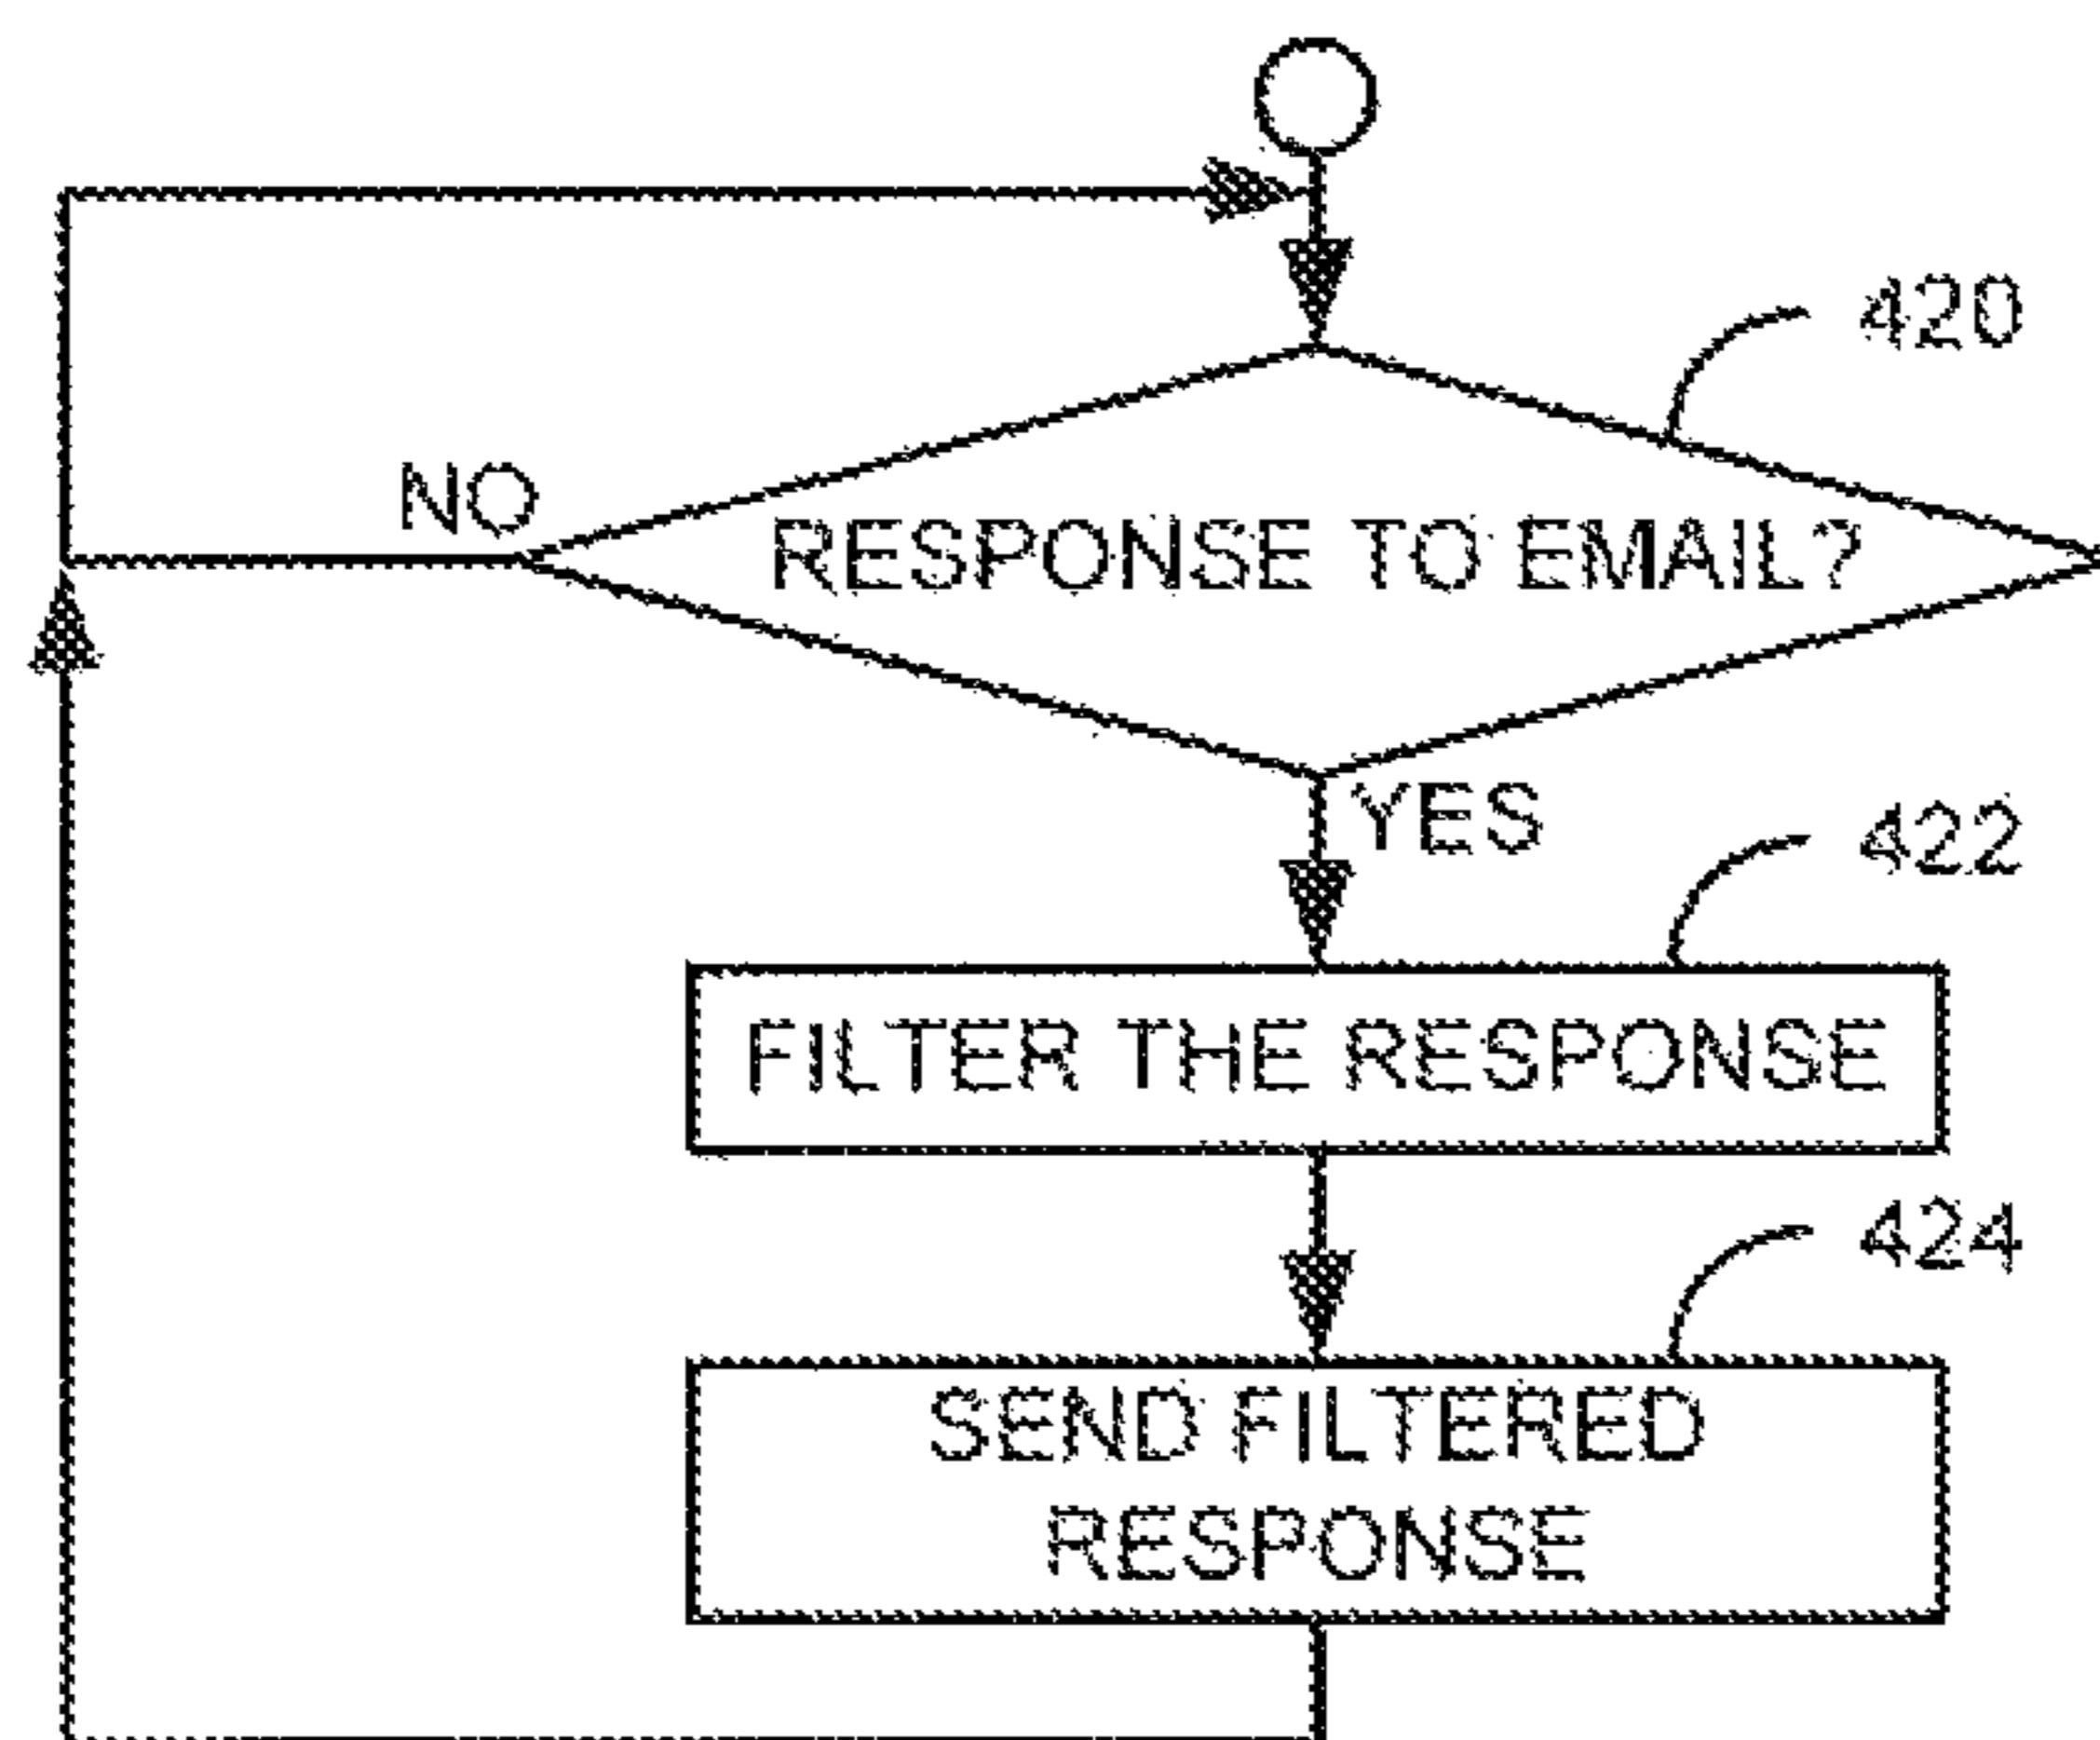 420
NO
RESPONSE TO EMAIL?
YES
422
FILTER THE RESPONSE
424
SEND FILTERED
RESPONSE